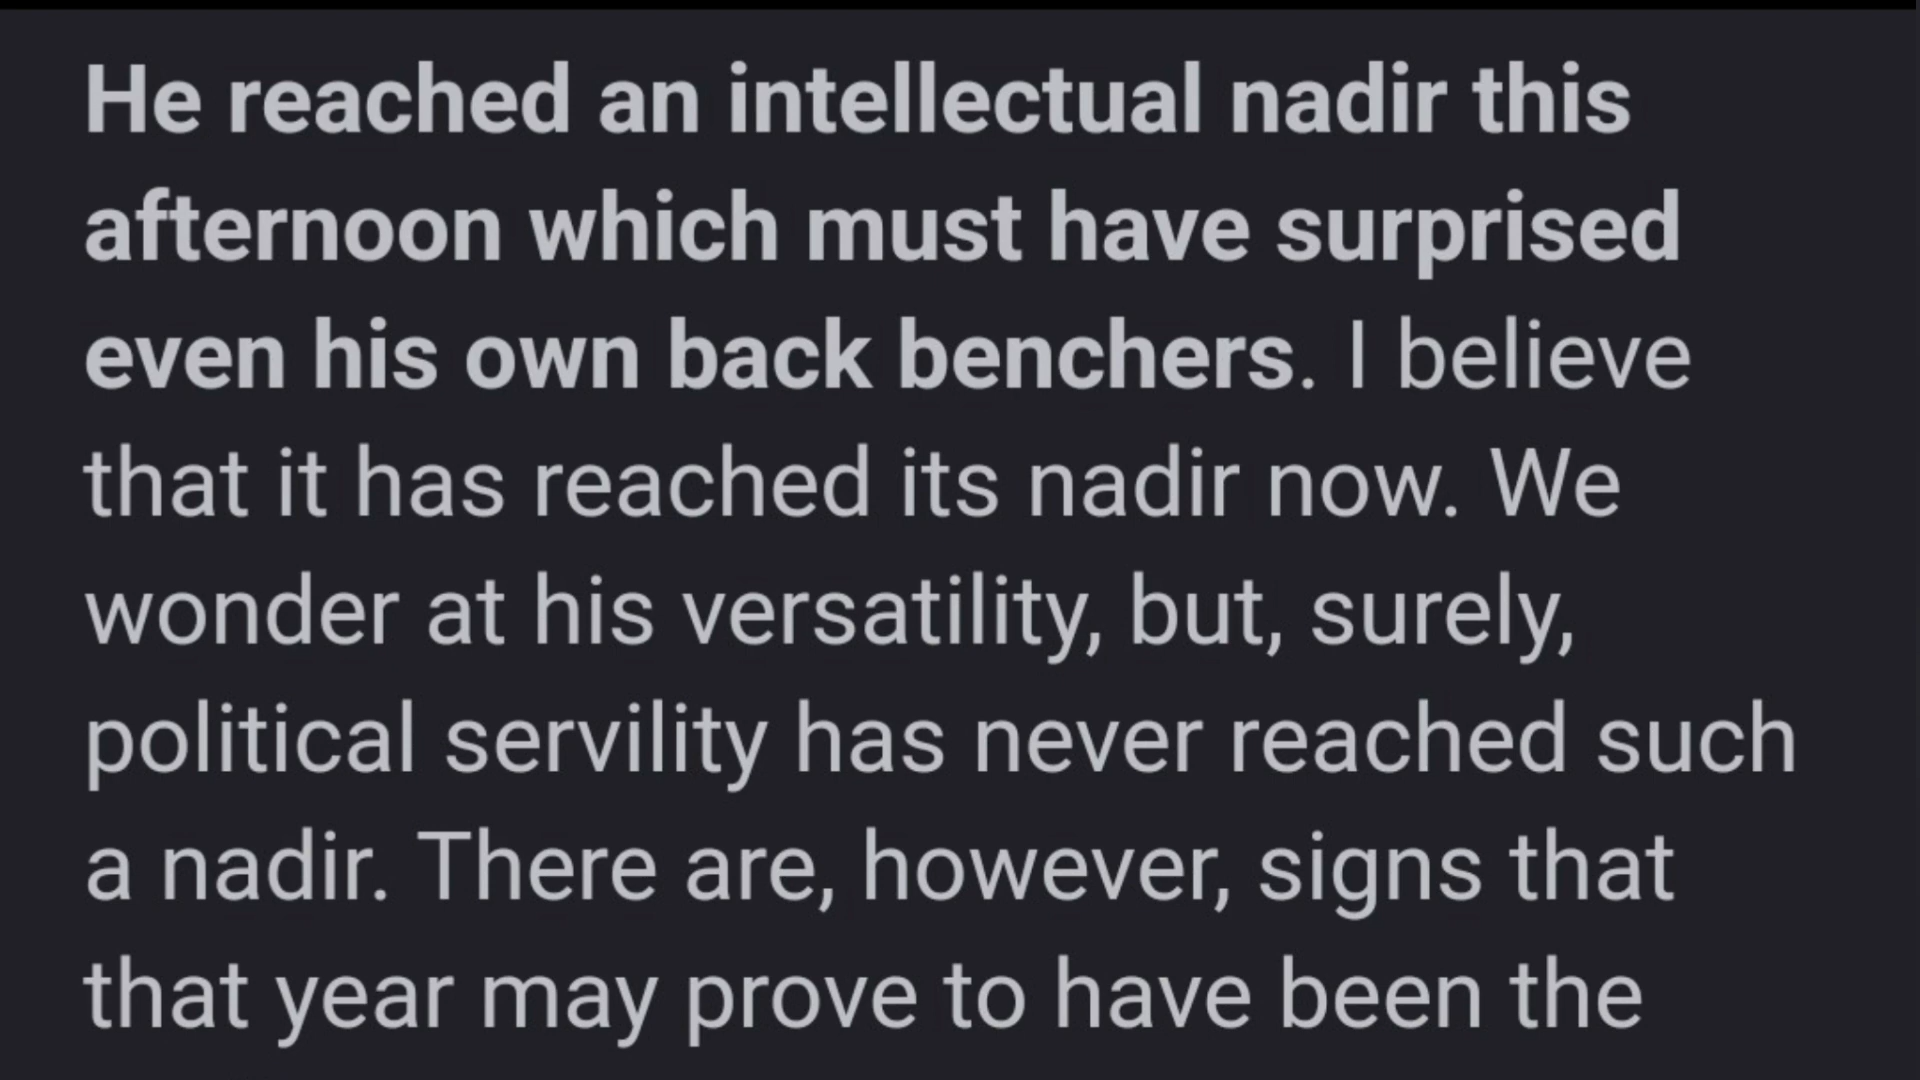 He reached an intellectual nadir this
afternoon which must have surprised
even his own back benchers. I believe
that it has reached its nadir now. We
wonder at his versatility, but, surely,
political servility has never reached such
a nadir. There are, however, signs that
that year may prove to have been the